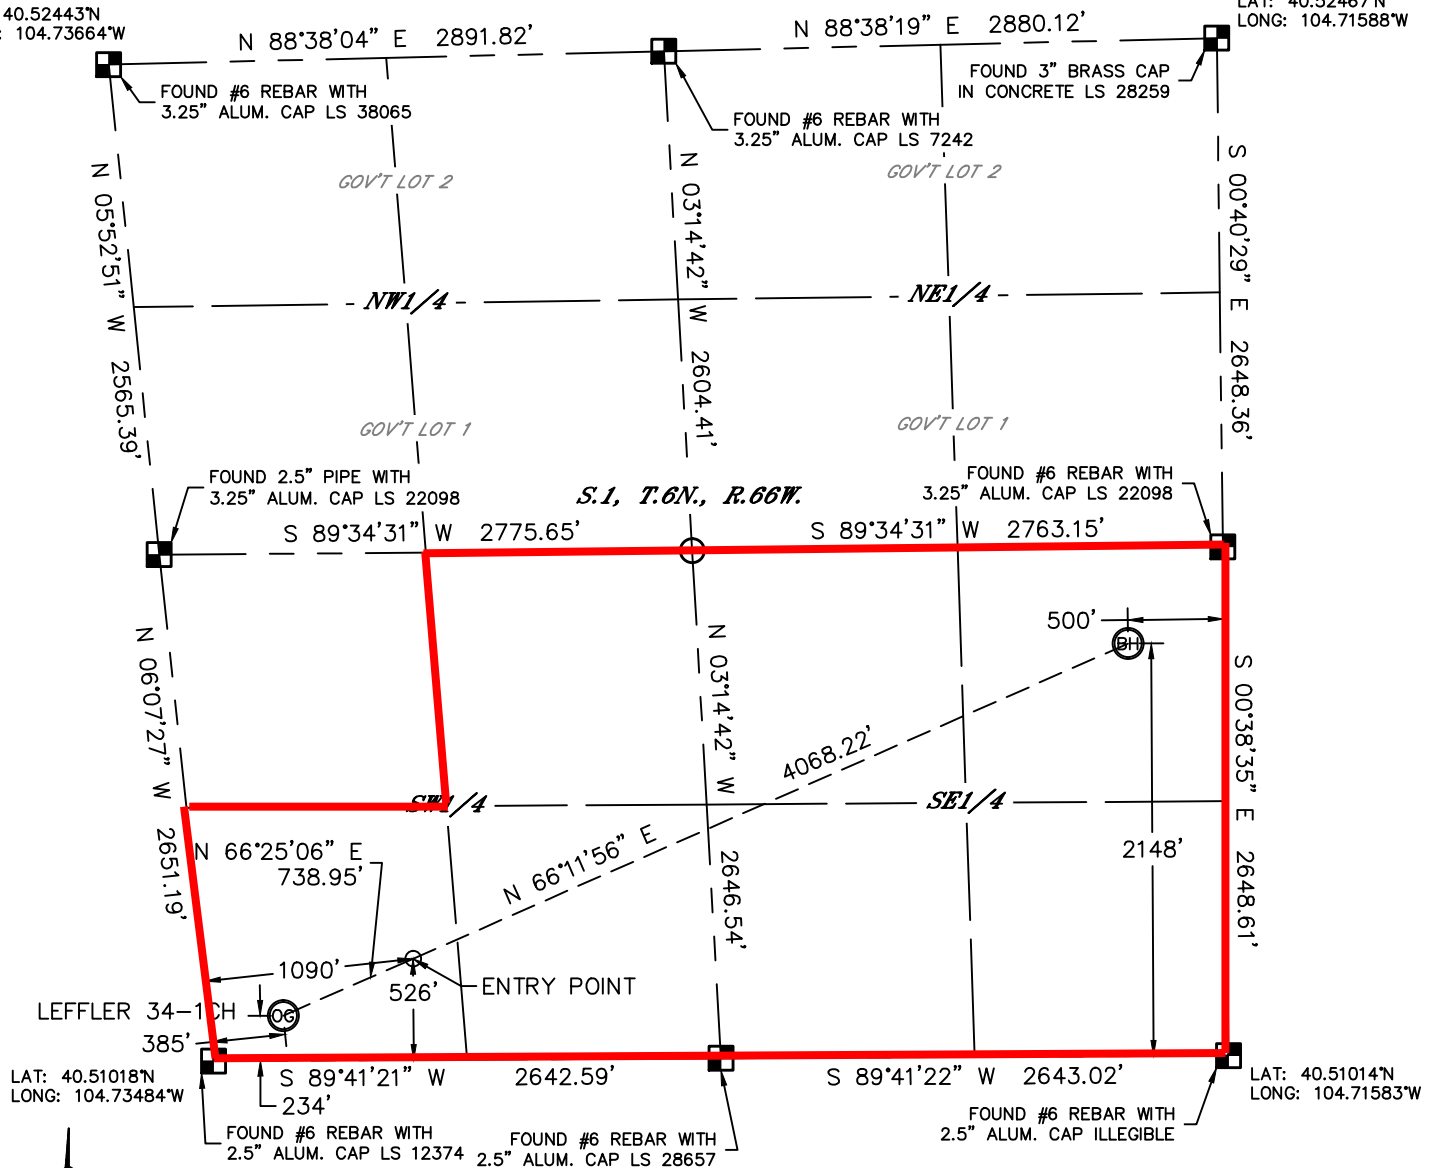 40.52443°N
: 104.73664°W
N 88°38'04" E 2891.82'
N 88°38'19" E 2880.12'
LAT: 40.52467°N
LONG: 104.71588°W
FOUND #6 REBAR WITH
3.25" ALUM. CAP LS 38065
FOUND #6 REBAR WITH
3.25" ALUM. CAP LS 7242
FOUND 3" BRASS CAP
IN CONCRETE LS 28259
N 05°52'51" W 2565.39'
GOV'T LOT 2
N 03°14'42" W 2604.41'
GOV'T LOT 2
S 00°40'29" E 2648.36'
NW1/4
NE1/4
GOV'T LOT 1
GOV'T LOT 1
FOUND 2.5" PIPE WITH
3.25" ALUM. CAP LS 22098
S.1, T.6N., R.66W.
FOUND #6 REBAR WITH
3.25" ALUM. CAP LS 22098
S 89°34'31" W 2775.65'
S 89°34'31" W 2763.15'
500'
BH
N 06°07'27" W 2651.19'
N 03°14'42" W 2646.54'
S 00°38'35" E 2648.61'
4068.22'
SW1/4
SE1/4
N 66°25'06" E
738.95'
N 66°11'56" E
2148'
1090'
526'
ENTRY POINT
LEFFLER 34-1CH
OG
385'
LAT: 40.51018°N
LONG: 104.73484°W
S 89°41'21" W 2642.59'
S 89°41'22" W 2643.02'
LAT: 40.51014°N
LONG: 104.71583°W
234'
FOUND #6 REBAR WITH
2.5" ALUM. CAP LS 12374
FOUND #6 REBAR WITH
2.5" ALUM. CAP LS 28657
FOUND #6 REBAR WITH
2.5" ALUM. CAP ILLEGIBLE